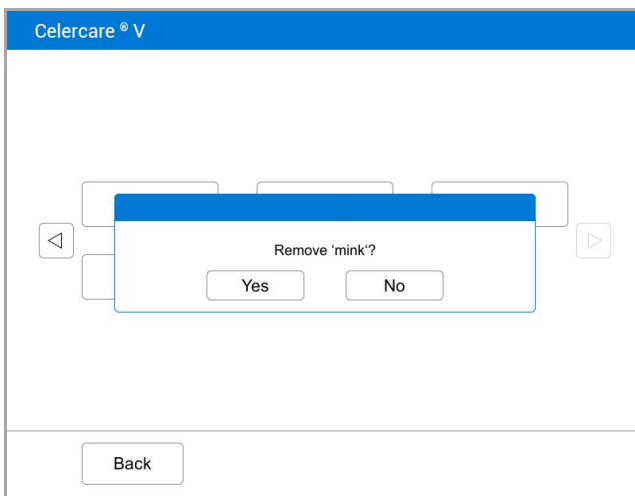 Celercare ® V
Remove ‘mink‘?
Yes No
Back